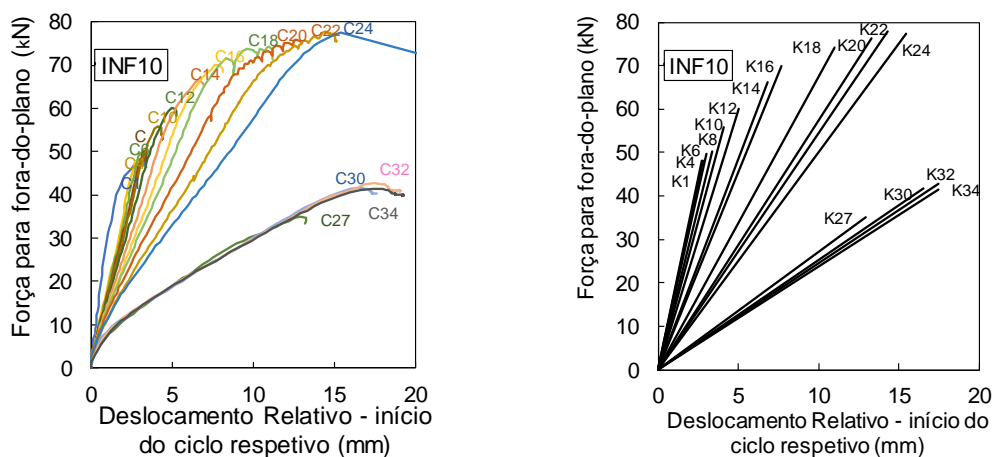 Força para fora-do-plano (kN)
80
70
60
50
40
30
20
10
0
INF10
C
C6
C10
C12
C14
C16
C18
C20
C22
C24
C27
C30
C32
C34
0 5 10 15 20
Deslocamento Relativo - início
do ciclo respetivo (mm)
Força para fora-do-plano (kN)
80
70
60
50
40
30
20
10
0
INF10
K1
K4
K6
K8
K10
K12
K14
K16
K18
K20
K22
K24
K27
K30
K32
K34
0 5 10 15 20
Deslocamento Relativo - início do
ciclo respetivo (mm)